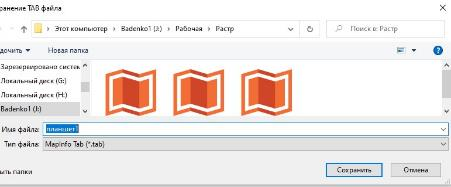 ранение TAB файла
Этот компьютер > Badenko1 (J:) > Рабочая > Растр
Поиск в: Растр
Новая папка
Зарезервировано систем
Локальный диск (G:)
Локальный диск (H:)
Badenko1 (J:)
Имя файла: планшет1
Тип файла: MapInfo Tab (*.tab)
ыть папки
Сохранить
Отмена